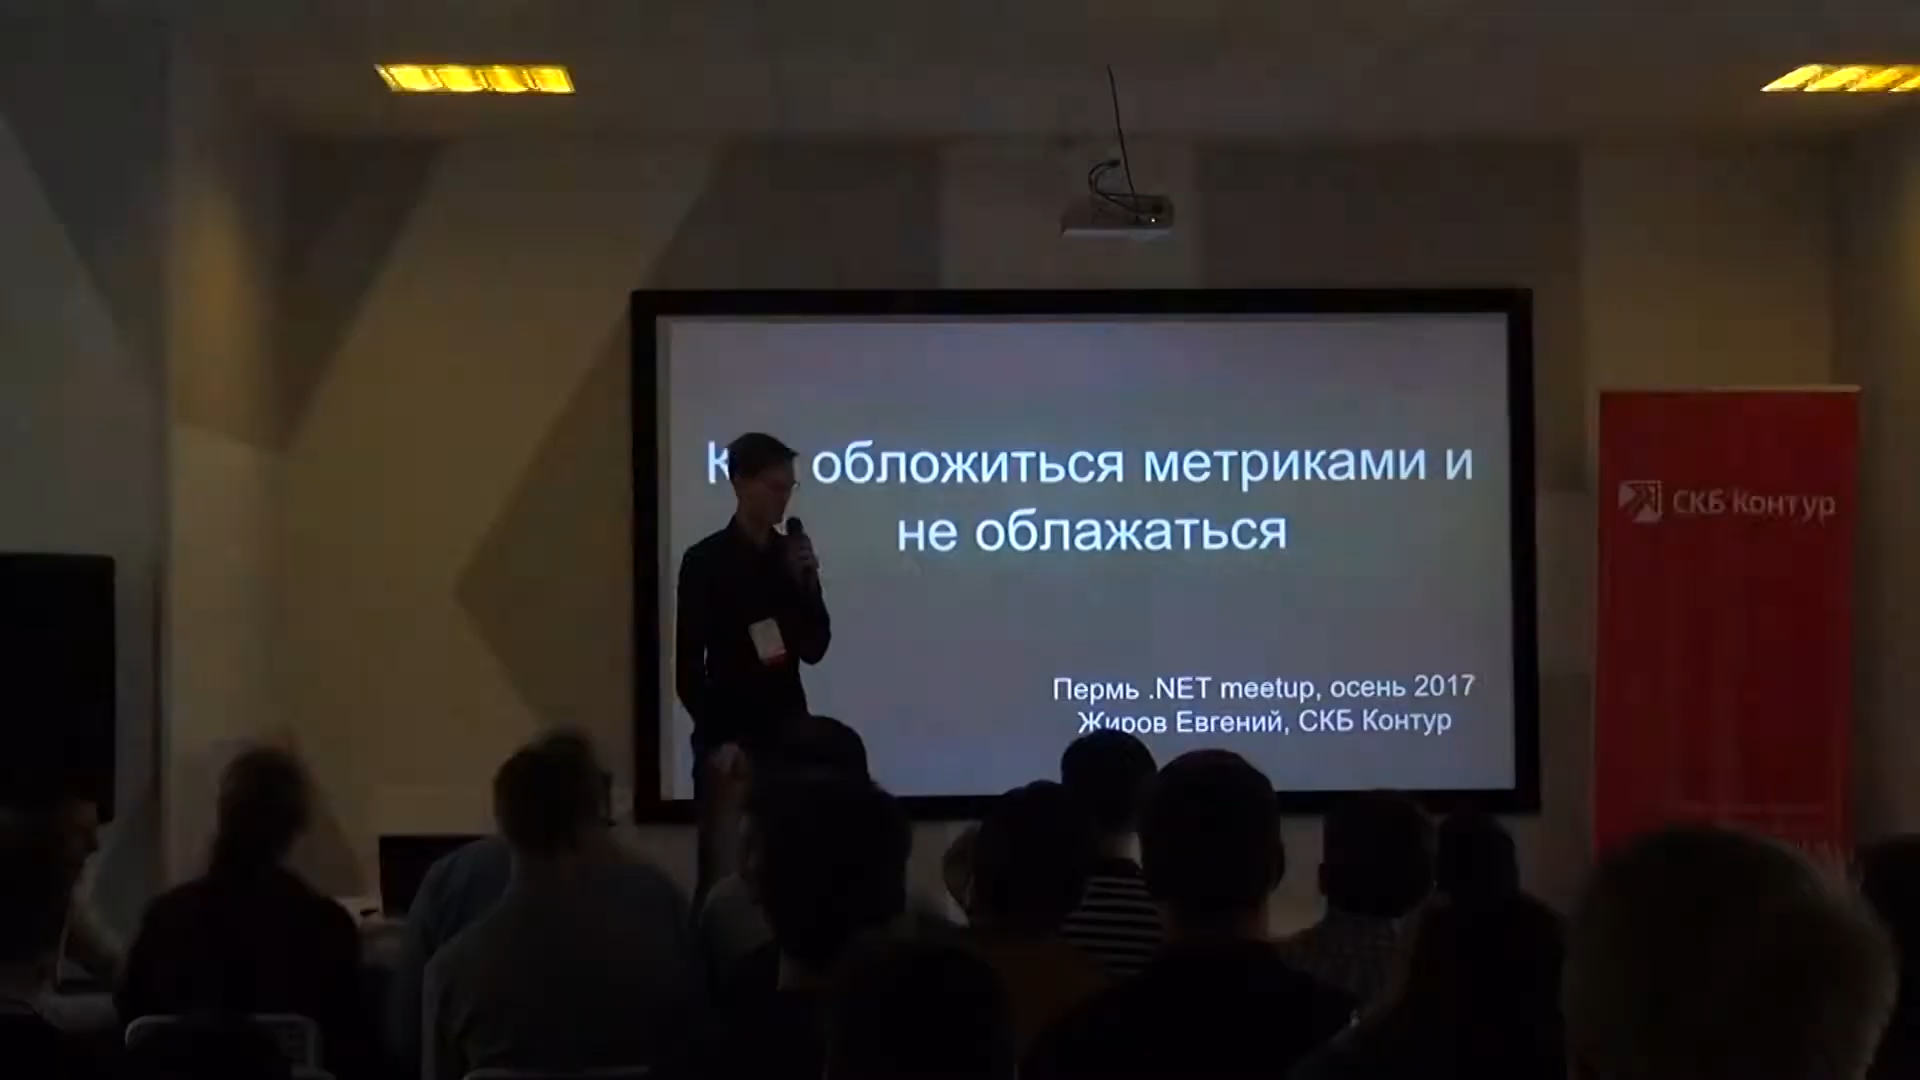 обложиться метриками и
не облажаться
Пермь .NET meetup, осень 2017
Жиров Евгений, СКБ Контур
СКБ Контур